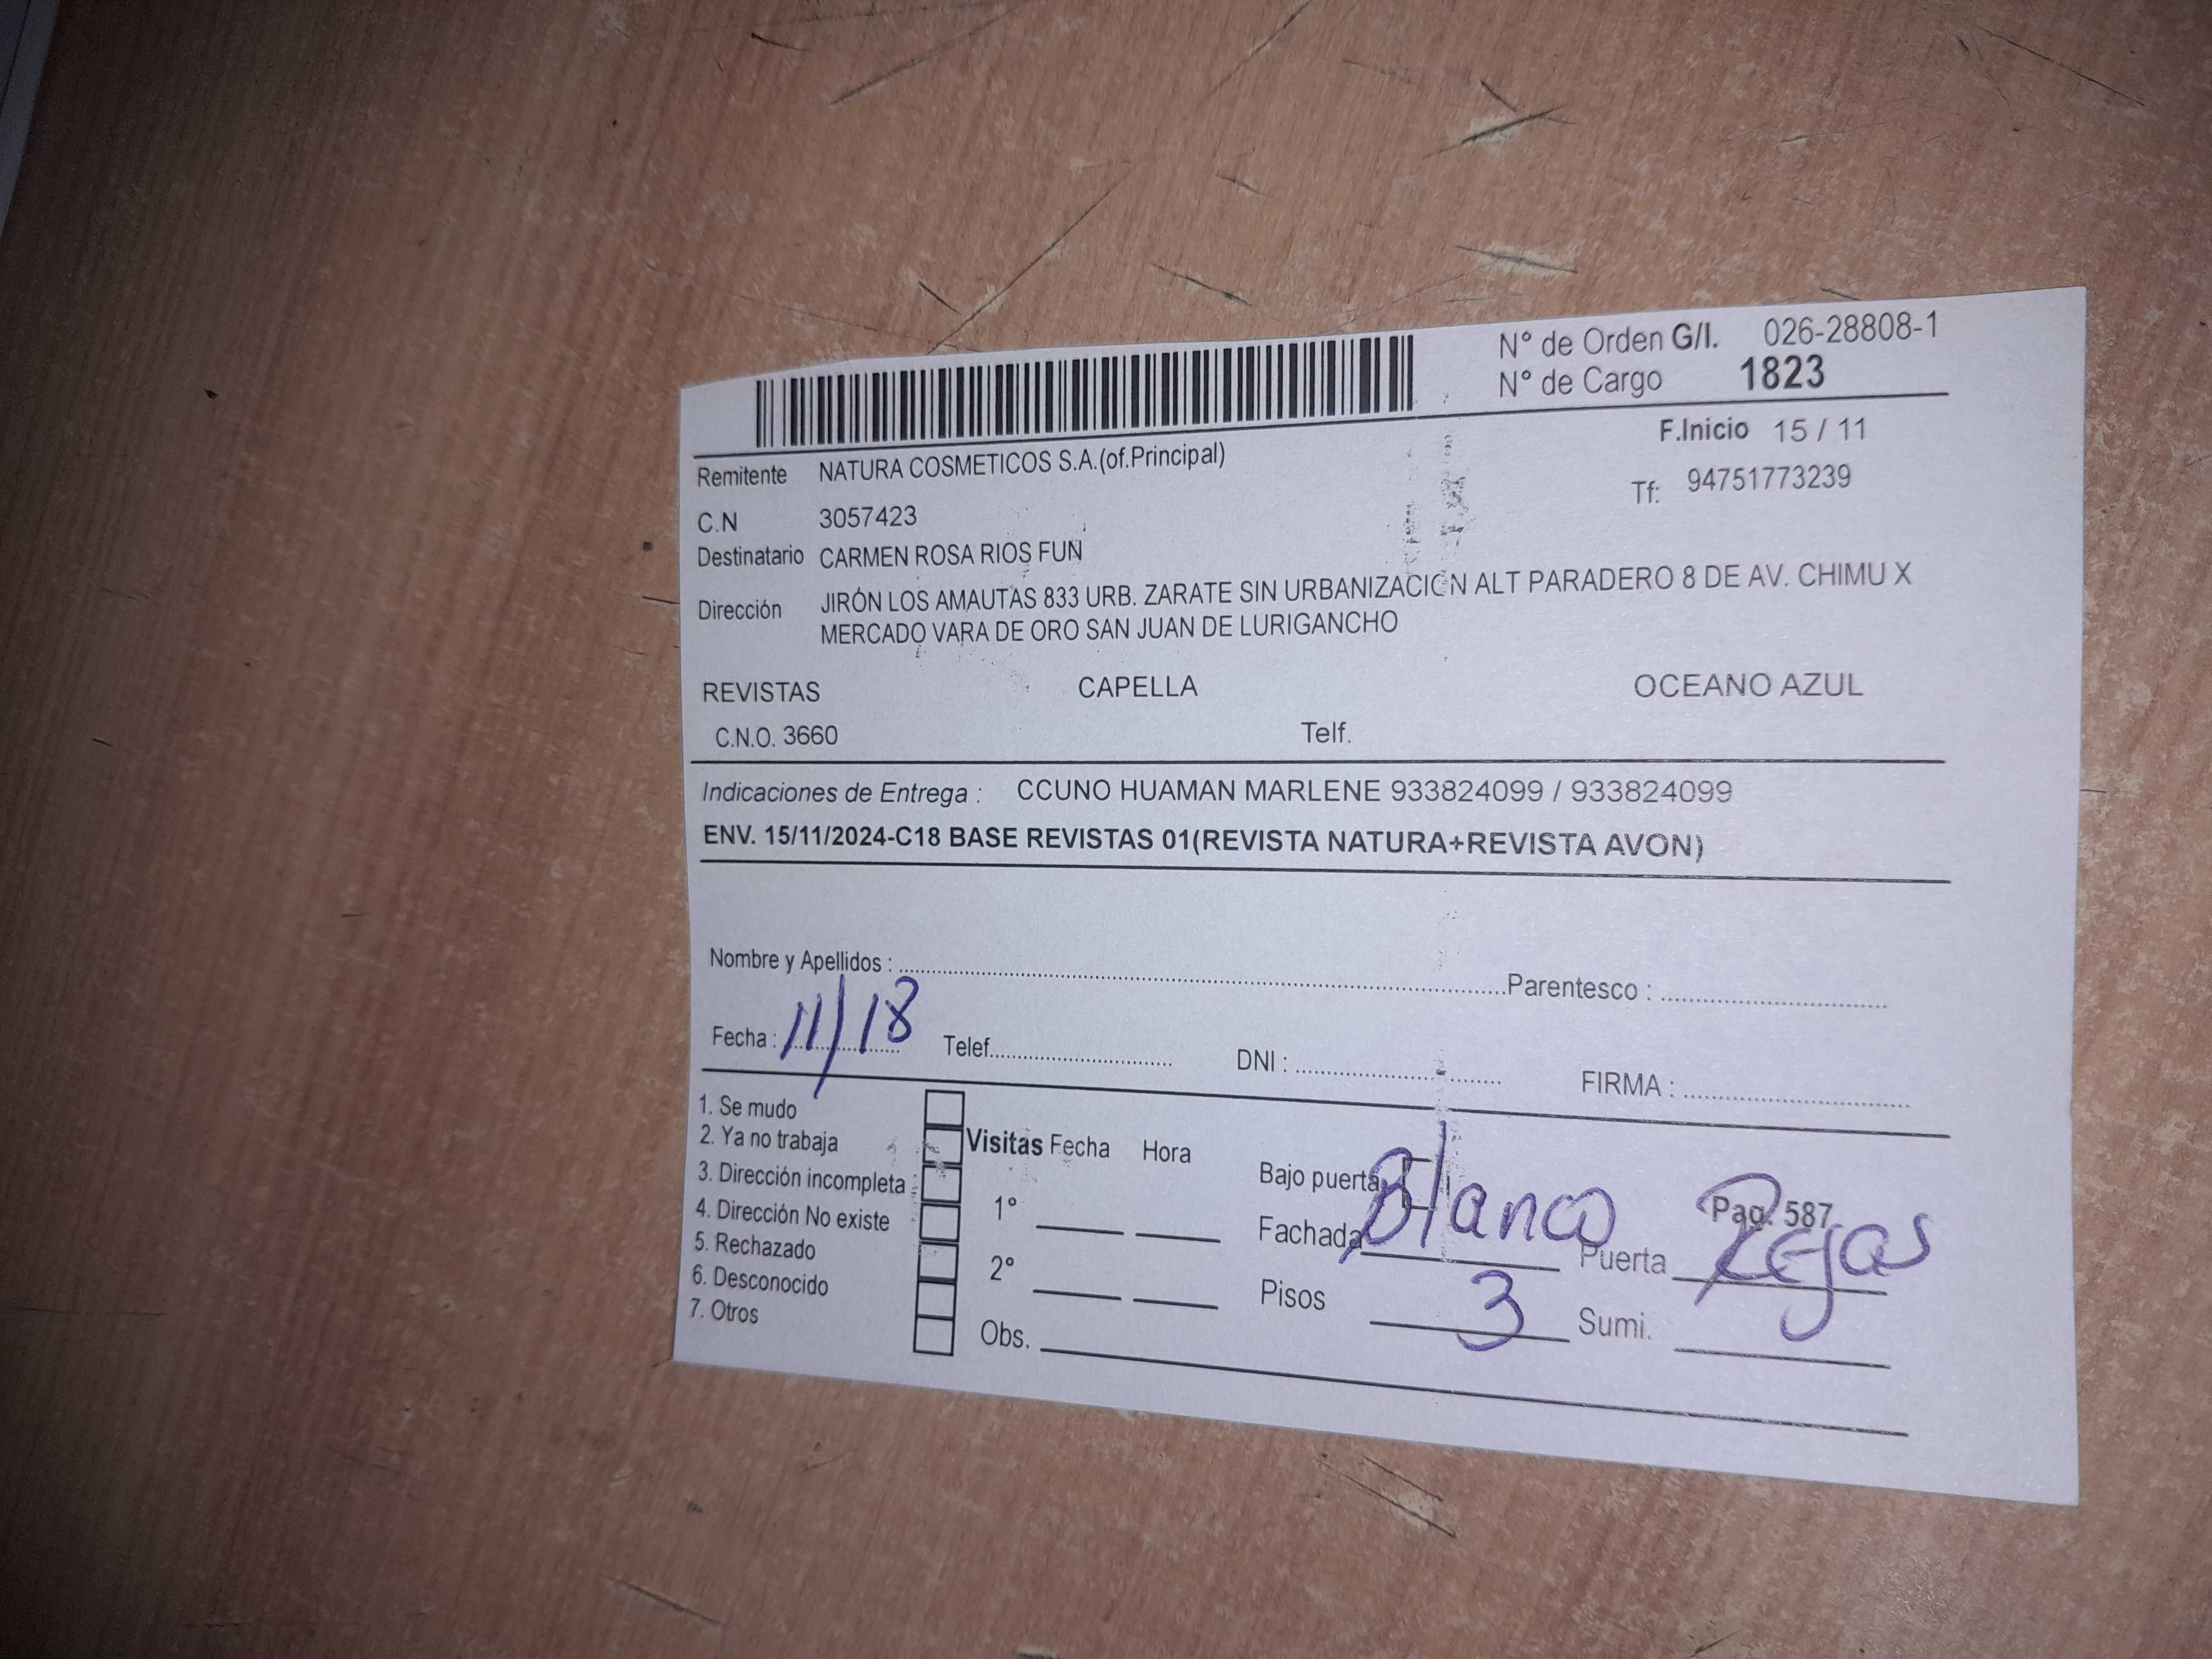 N° de Orden G/I. 026-28808-1
N° de Cargo 1823
F.Inicio 15 / 11
Remitente NATURA COSMETICOS S.A.(of.Principal)
Tf: 94751773239
C.N 3057423
Destinatario CARMEN ROSA RIOS FUN
Dirección JIRÓN LOS AMAUTAS 833 URB. ZARATE SIN URBANIZACIÓN ALT PARADERO 8 DE AV. CHIMU X
MERCADO VARA DE ORO SAN JUAN DE LURIGANCHO
REVISTAS CAPELLA OCEANO AZUL
C.N.O. 3660 Telf.
Indicaciones de Entrega : CCUNO HUAMAN MARLENE 933824099 / 933824099
ENV. 15/11/2024-C18 BASE REVISTAS 01(REVISTA NATURA+REVISTA AVON)
Nombre y Apellidos : Parentesco :
Fecha : 11/18 Telef. DNI : FIRMA :
1. Se mudo
2. Ya no trabaja
3. Dirección incompleta
4. Dirección No existe
5. Rechazado
6. Desconocido
7. Otros
Visitas Fecha Hora
1°
2°
Obs.
Bajo puerta Pag. 587
Fachada Blanco Puerta Rejas
Pisos 3 Sumi.